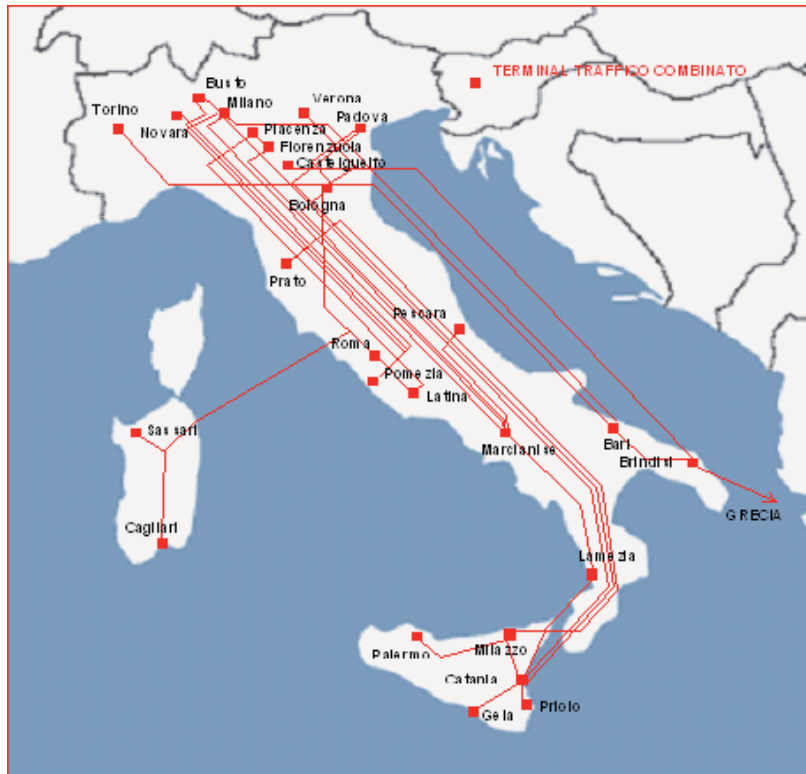 TERMINAL TRAFFICO COMBINATO
Busto
Milano
Verona
Torino
Novara
Piacenza
Padova
Florenzuola
Castelguelfo
Bologna
Prato
Pescara
Roma
Pomezia
Latina
Sassari
Marcianise
Bari
Brindisi
GRECIA
Cagliari
Lamezia
Palermo
Milazzo
Catania
Gela
Priolo